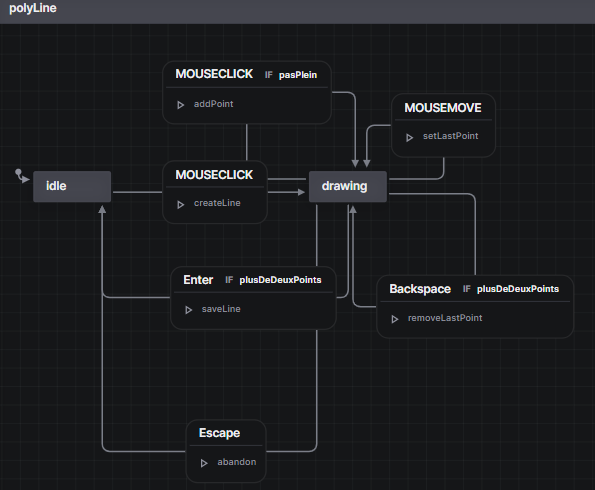 polyLine
MOUSECLICK IF pasPlein
addPoint
MOUSEMOVE
setLastPoint
MOUSECLICK
createLine
idle
drawing
Enter IF plusDeDeuxPoints
saveLine
Backspace IF plusDeDeuxPoints
removeLastPoint
Escape
abandon